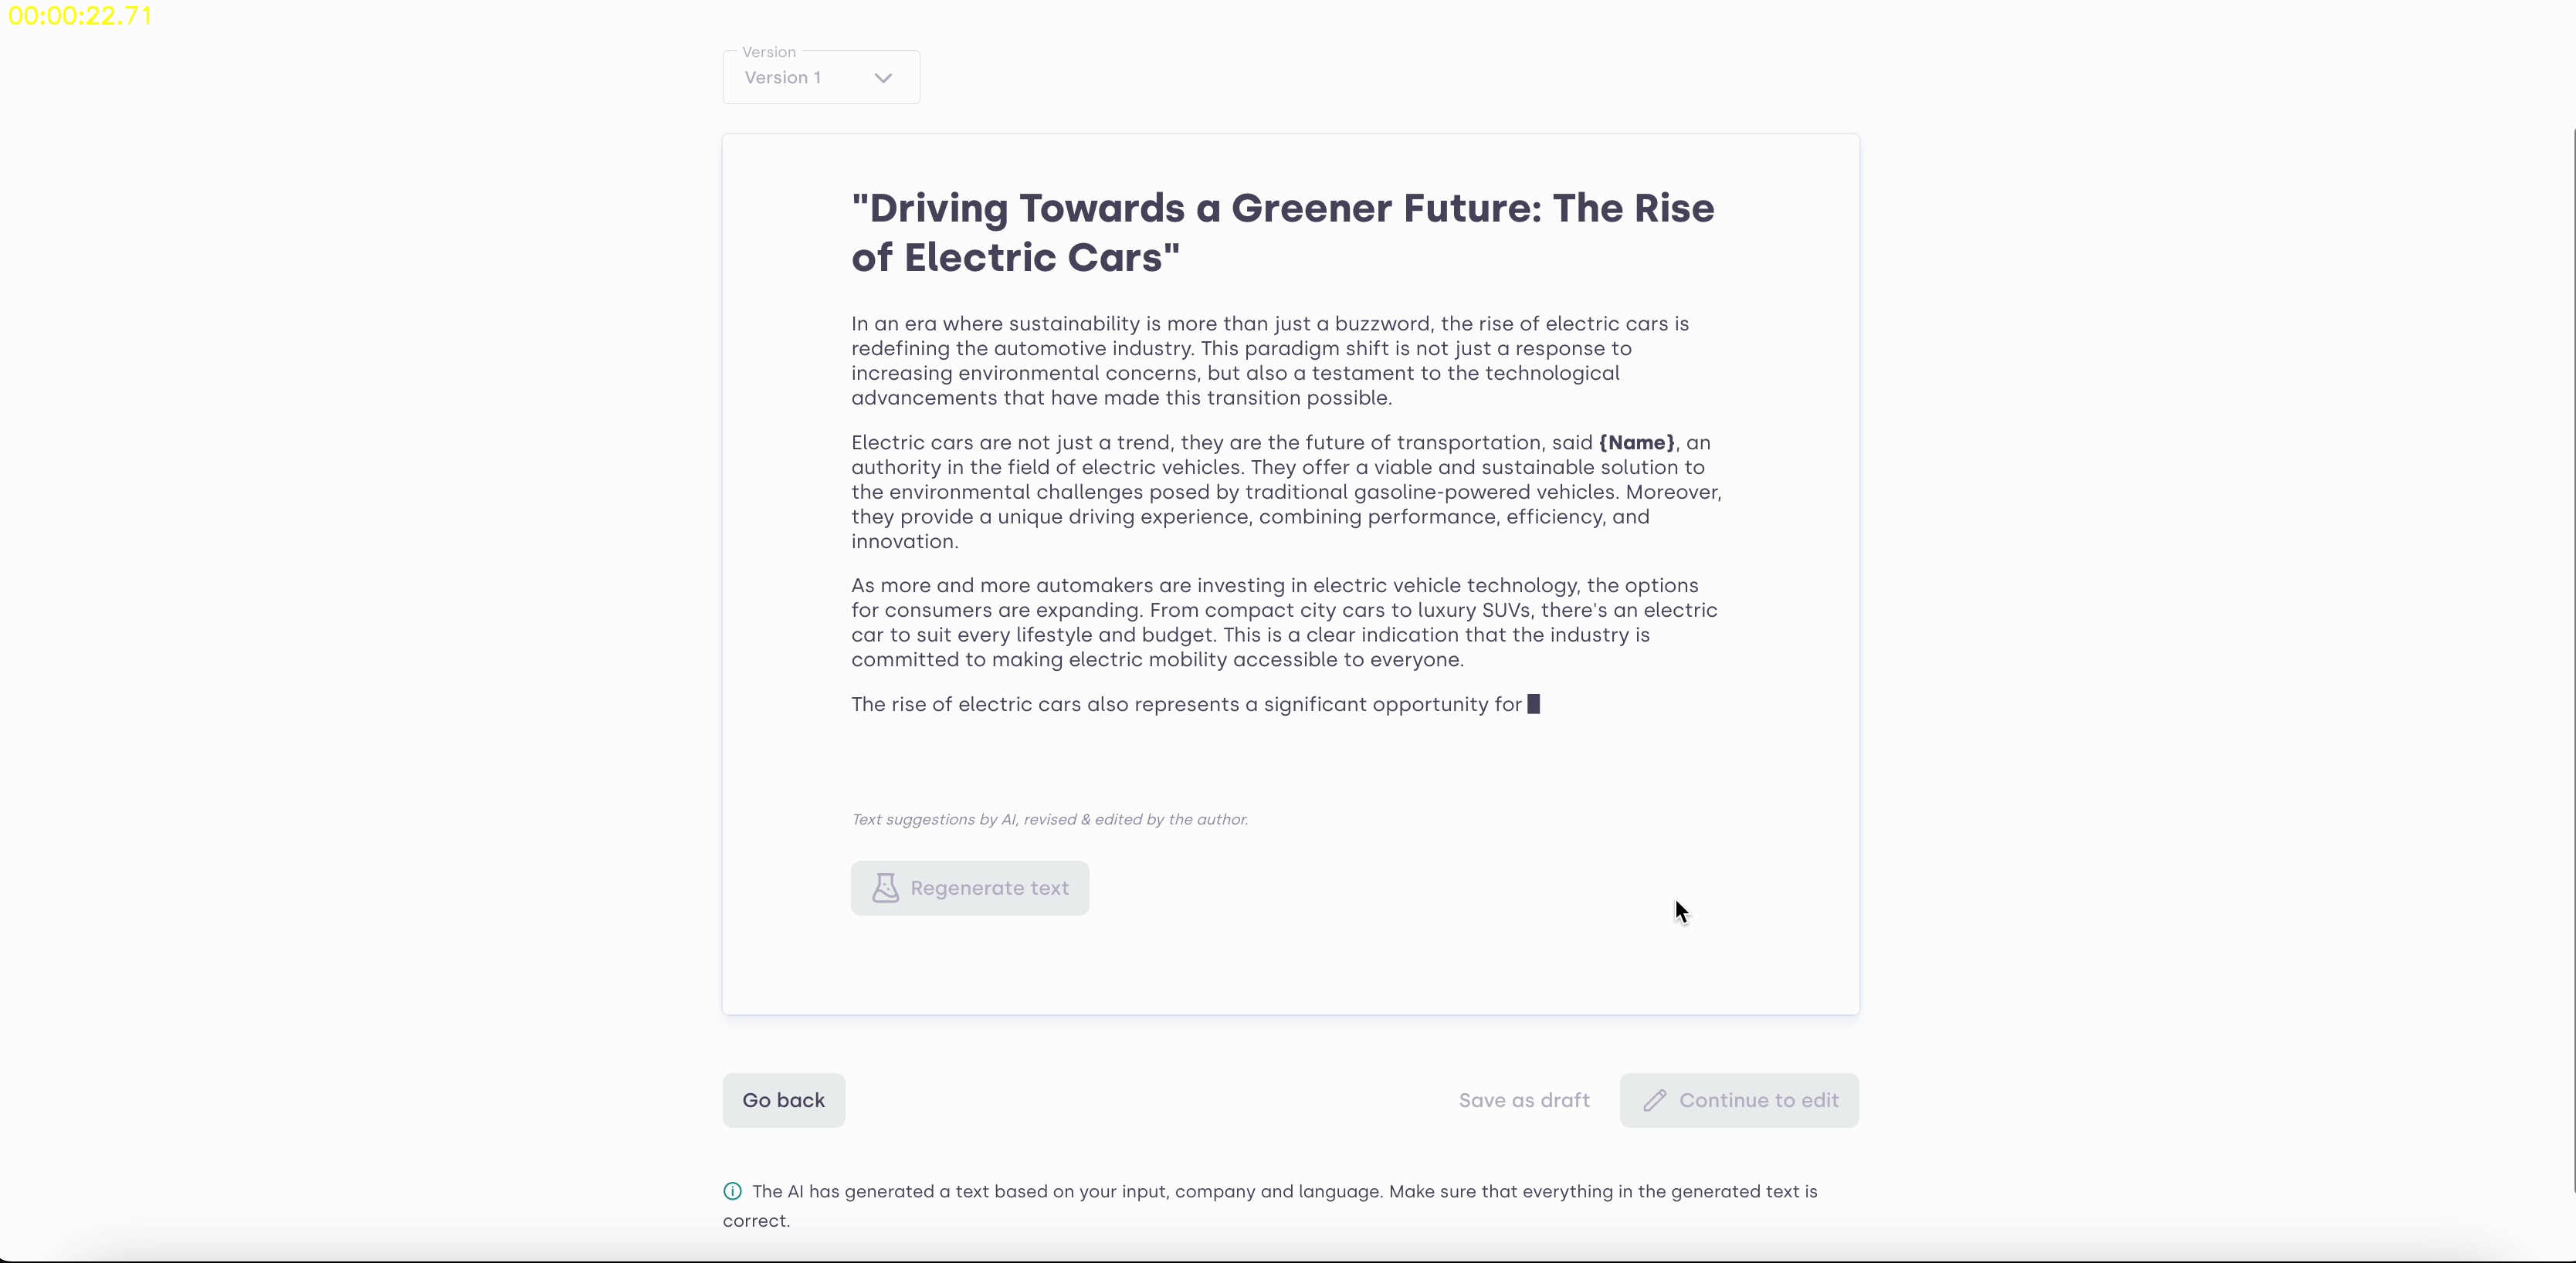 00:00:22.71
Version
Version 1
"Driving Towards a Greener Future: The Rise
of Electric Cars"
In an era where sustainability is more than just a buzzword, the rise of electric cars is
redefining the automotive industry. This paradigm shift is not just a response to
increasing environmental concerns, but also a testament to the technological
advancements that have made this transition possible.
Electric cars are not just a trend, they are the future of transportation, said {Name}, an
authority in the field of electric vehicles. They offer a viable and sustainable solution to
the environmental challenges posed by traditional gasoline-powered vehicles. Moreover,
they provide a unique driving experience, combining performance, efficiency, and
innovation.
As more and more automakers are investing in electric vehicle technology, the options
for consumers are expanding. From compact city cars to luxury SUVs, there's an electric
car to suit every lifestyle and budget. This is a clear indication that the industry is
committed to making electric mobility accessible to everyone.
The rise of electric cars also represents a significant opportunity for
Text suggestions by AI, revised & edited by the author.
Regenerate text
Go back
Save as draft
Continue to edit
The AI has generated a text based on your input, company and language. Make sure that everything in the generated text is
correct.